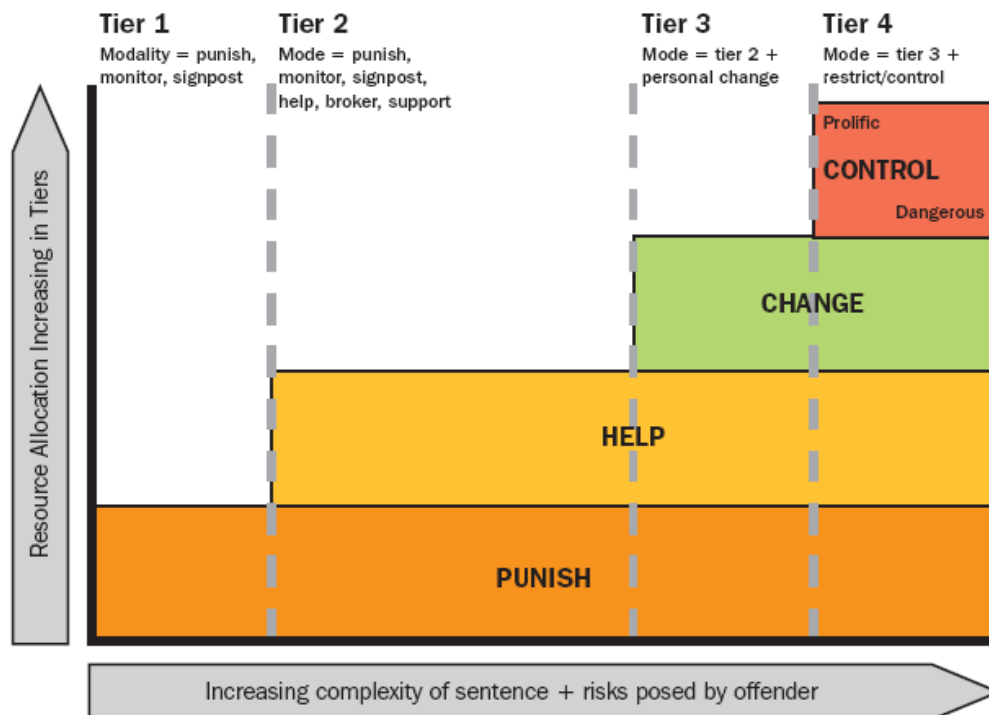 Tier 1
Modality = punish,
monitor, signpost
Tier 2
Mode = punish,
monitor, signpost,
help, broker, support
Tier 3
Mode = tier 2 +
personal change
Tier 4
Mode = tier 3 +
restrict/control
Resource Allocation Increasing in Tiers
Prolific
CONTROL
Dangerous
CHANGE
HELP
PUNISH
Increasing complexity of sentence + risks posed by offender